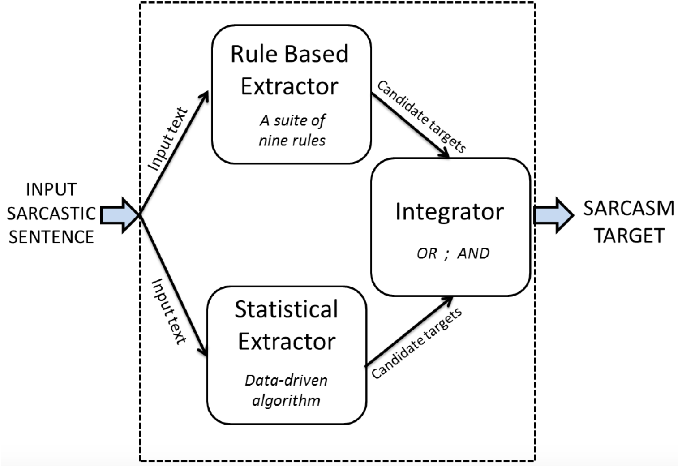 INPUT
SARCASTIC
SENTENCE
Input text
Input text
Rule Based
Extractor
A suite of
nine rules
Statistical
Extractor
Data-driven
algorithm
Candidate targets
Candidate targets
Integrator
OR ; AND
SARCASM
TARGET